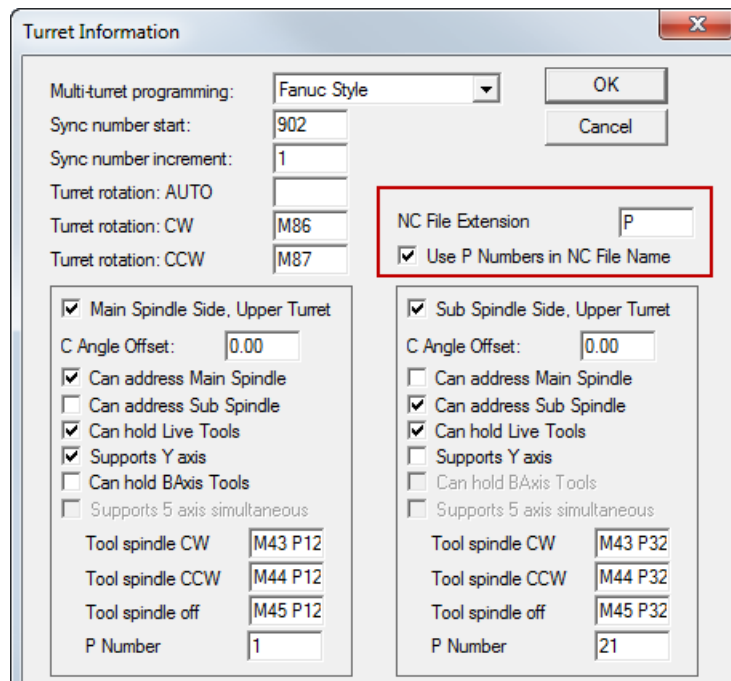 Turret Information
Multi-turret programming: Fanuc Style
OK
Sync number start: 902
Cancel
Sync number increment: 1
Turret rotation: AUTO
Turret rotation: CW M86
Turret rotation: CCW M87
NC File Extension P
Use P Numbers in NC File Name
Main Spindle Side, Upper Turret
C Angle Offset: 0.00
Can address Main Spindle
Can address Sub Spindle
Can hold Live Tools
Supports Y axis
Can hold BAxis Tools
Supports 5 axis simultaneous
Tool spindle CW M43 P12
Tool spindle CCW M44 P12
Tool spindle off M45 P12
P Number 1
Sub Spindle Side, Upper Turret
C Angle Offset: 0.00
Can address Main Spindle
Can address Sub Spindle
Can hold Live Tools
Supports Y axis
Can hold BAxis Tools
Supports 5 axis simultaneous
Tool spindle CW M43 P32
Tool spindle CCW M44 P32
Tool spindle off M45 P32
P Number 21